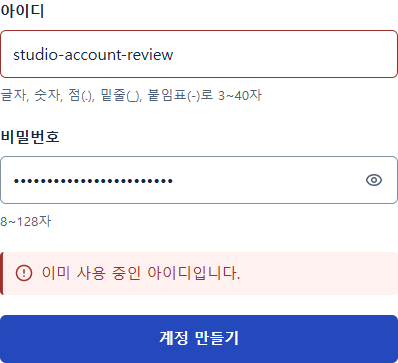 아이디
studio-account-review
글자, 숫자, 점(.), 밑줄(_), 붙임표(-)로 3~40자
비밀번호
••••••••••••••••••••••••
8~128자
이미 사용 중인 아이디입니다.
계정 만들기